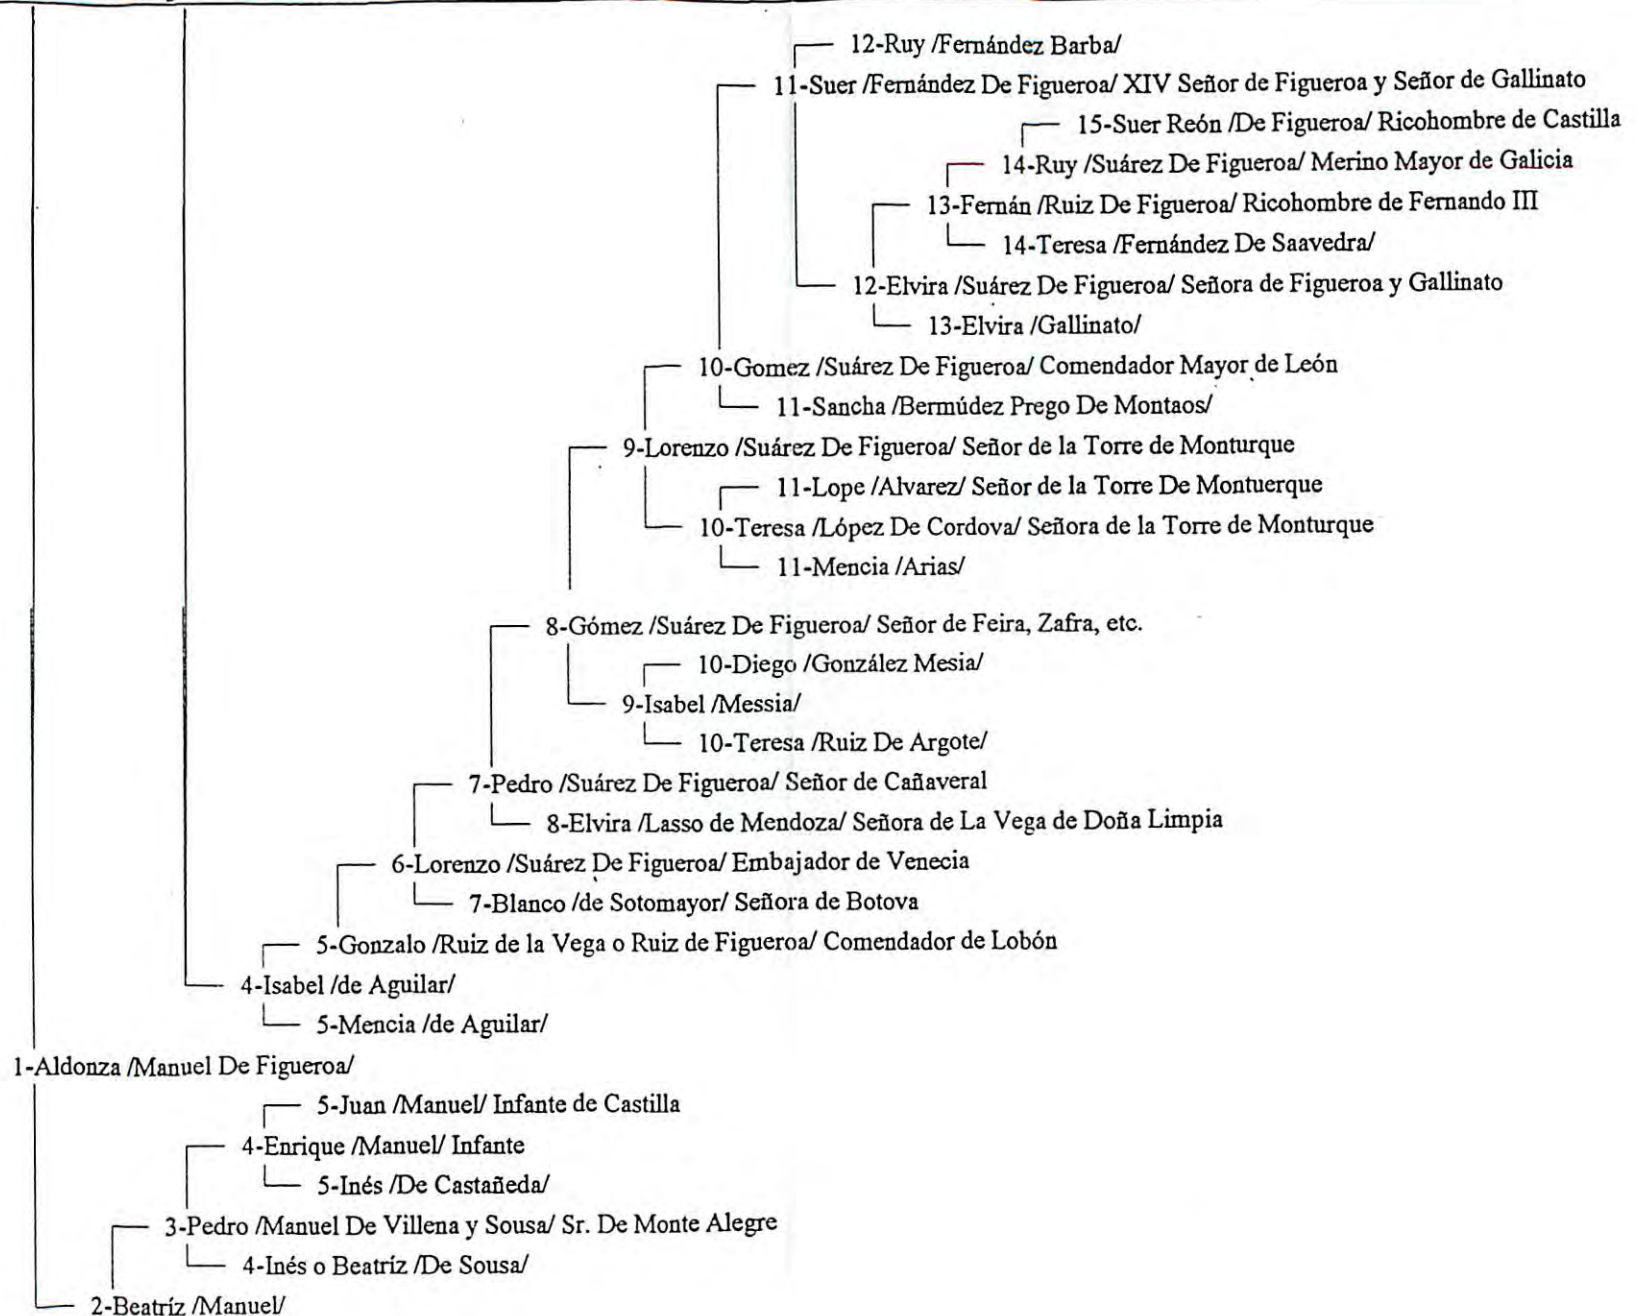 12-Ruy /Fernández Barba/
11-Suer /Fernández De Figueroa/ XIV Señor de Figueroa y Señor de Gallinato
15-Suer Reón /De Figueroa/ Ricohombre de Castilla
14-Ruy /Suárez De Figueroa/ Merino Mayor de Galicia
13-Fernán /Ruiz De Figueroa/ Ricohombre de Fernando III
14-Teresa /Fernández De Saavedra/
12-Elvira /Suárez De Figueroa/ Señora de Figueroa y Gallinato
13-Elvira /Gallinato/
10-Gomez /Suárez De Figueroa/ Comendador Mayor de León
11-Sancha /Bermúdez Prego De Montaos/
9-Lorenzo /Suárez De Figueroa/ Señor de la Torre de Monturque
11-Lope /Alvarez/ Señor de la Torre De Montuerque
10-Teresa /López De Cordova/ Señora de la Torre de Monturque
11-Mencia /Arias/
8-Gómez /Suárez De Figueroa/ Señor de Feira, Zafra, etc.
10-Diego /González Mesia/
9-Isabel /Messia/
10-Teresa /Ruiz De Argote/
7-Pedro /Suárez De Figueroa/ Señor de Cañaveral
8-Elvira /Lasso de Mendoza/ Señora de La Vega de Doña Limpia
6-Lorenzo /Suárez De Figueroa/ Embajador de Venecia
7-Blanco /de Sotomayor/ Señora de Botova
5-Gonzalo /Ruiz de la Vega o Ruiz de Figueroa/ Comendador de Lobón
4-Isabel /de Aguilar/
5-Mencia /de Aguilar/
1-Aldonza /Manuel De Figueroa/
5-Juan /Manuel/ Infante de Castilla
4-Enrique /Manuel/ Infante
5-Inés /De Castañeda/
3-Pedro /Manuel De Villena y Sousa/ Sr. De Monte Alegre
4-Inés o Beatríz /De Sousa/
2-Beatríz /Manuel/